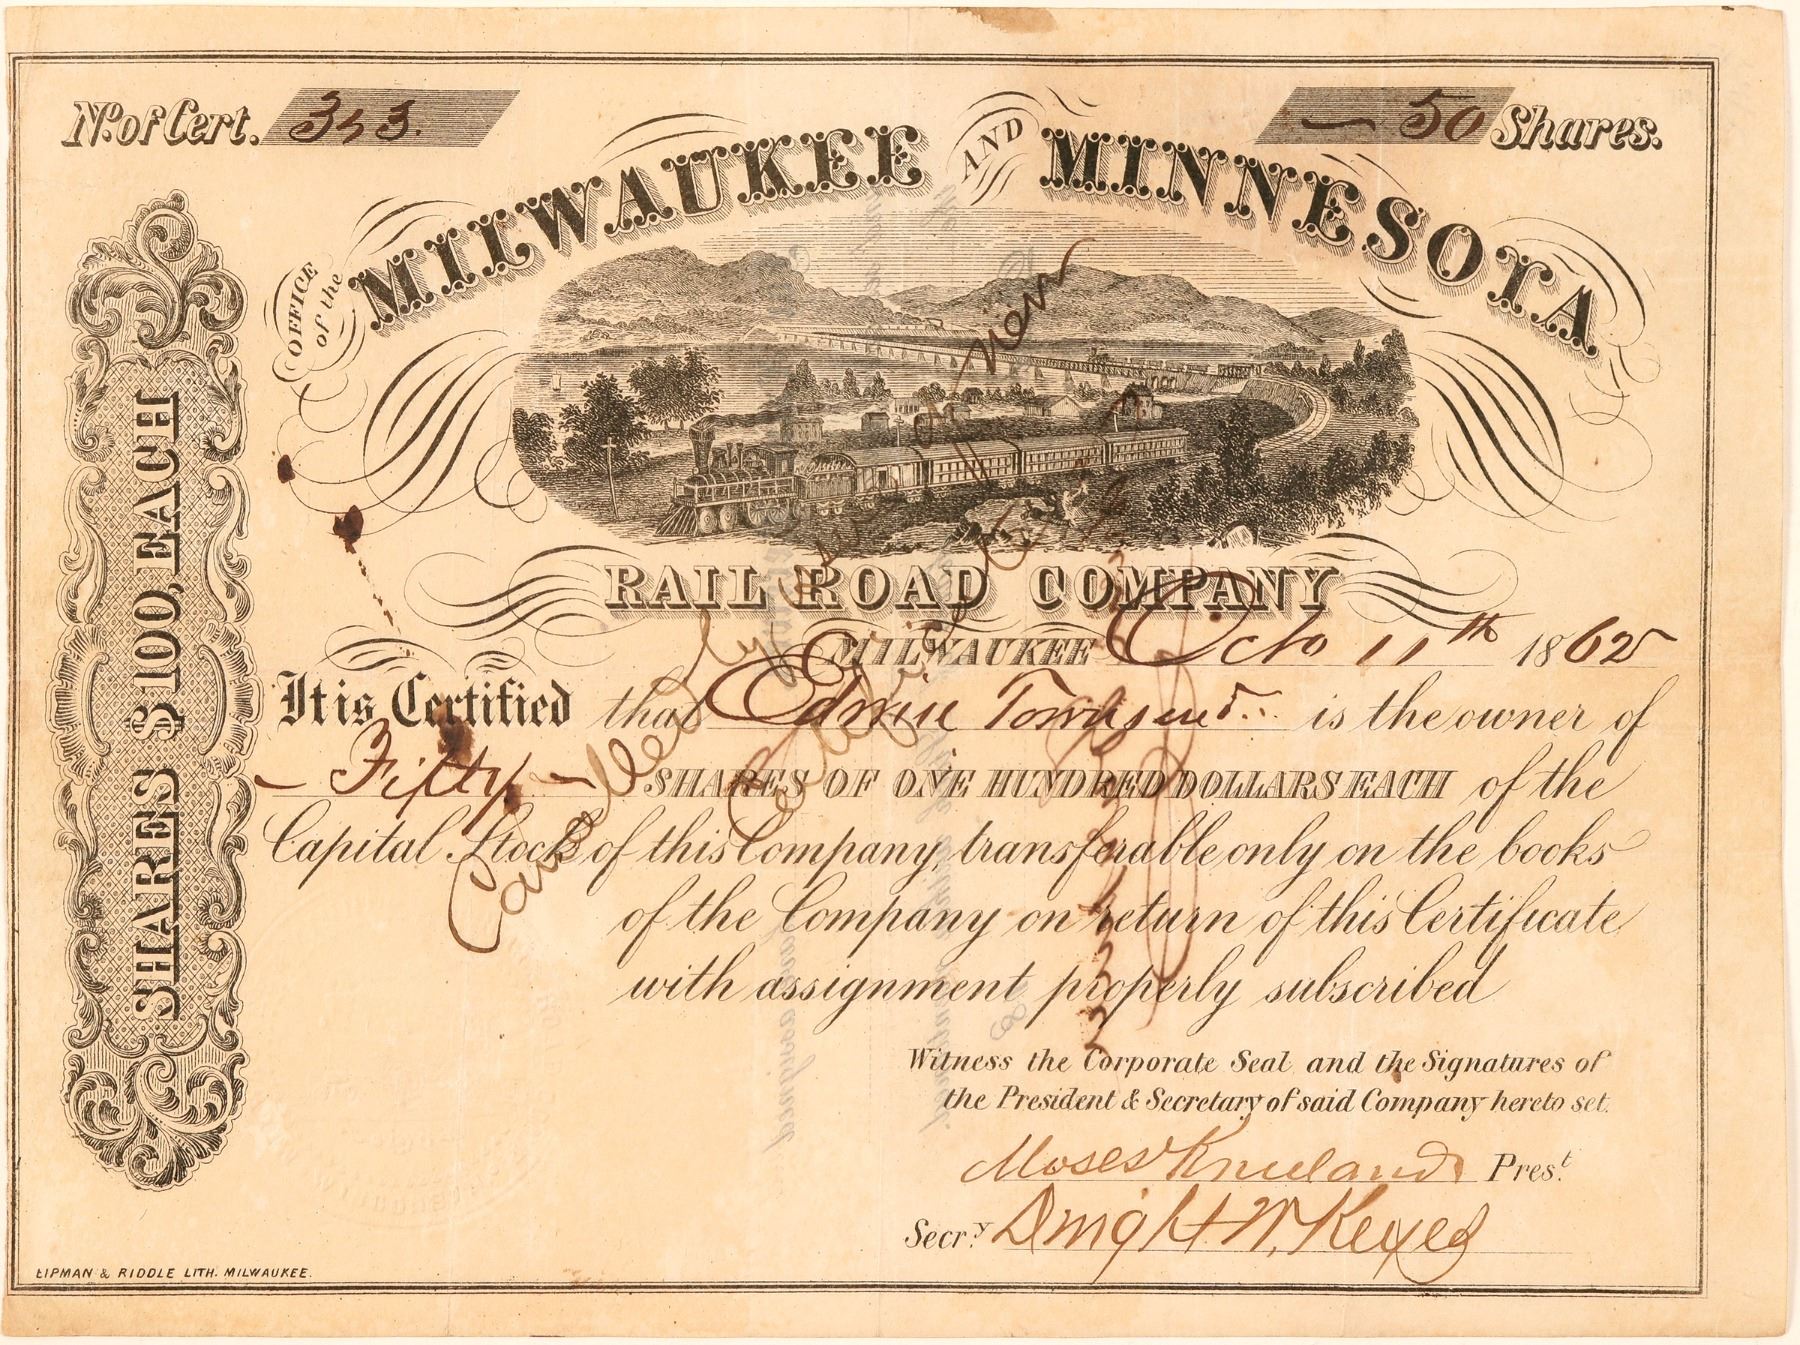 No. of Cert. 353.
— 50 Shares.
OFFICE of the
MILWAUKEE AND MINNESOTA
RAIL ROAD COMPANY
MILWAUKEE Octo 11th 1862
It is Certified that Edwin Townsend is the owner of
— Fifty — SHARES OF ONE HUNDRED DOLLARS EACH of the
Capital Stock of this Company, transferable only on the books
of the Company on return of this Certificate
with assignment properly subscribed
Witness the Corporate Seal and the Signatures of
the President & Secretary of said Company hereto set.
Moses Kneeland Prest.
Secry. Dwight W. Keyes
SHARES $100, EACH
Cancelled by
new
LIPMAN & RIDDLE LITH. MILWAUKEE.